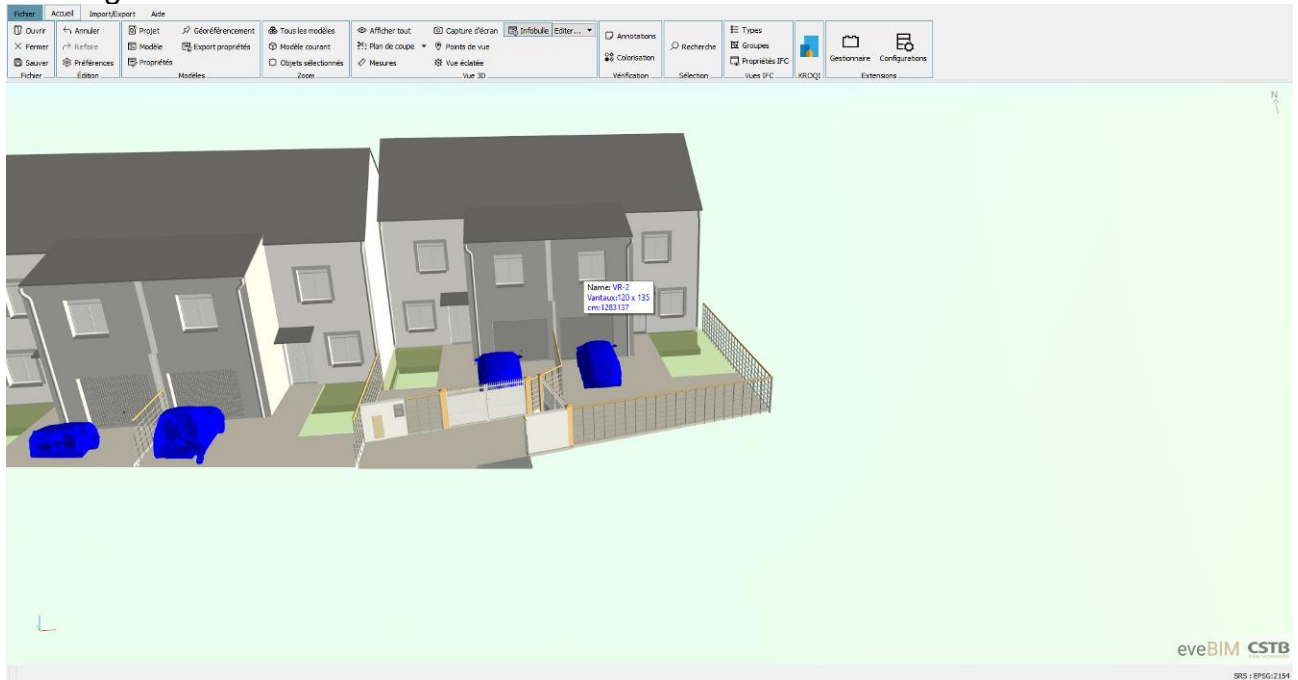 Fichier Accueil Import/Export Aide
Ouvrir Annuler Projet Géoréférencement Tous les modèles Afficher tout Capture d'écran Infobulle Editer... Annotations Recherche Types Gestionnaire Configurations
Fermer Refaire Modèle Export propriétés Modèle courant Plan de coupe Points de vue Colorisation Groupes
Sauver Préférences Propriétés Objets sélectionnés Mesures Vue éclatée Propriétés IFC
Fichier Édition Modèles Zoom Vue 3D Vérification Sélection Vues IFC KROQI Extensions
N
Name: VR-2
Vantaux:120 x 135
cm:1283137
eveBIM CSTB
SRS : EPSG:2154